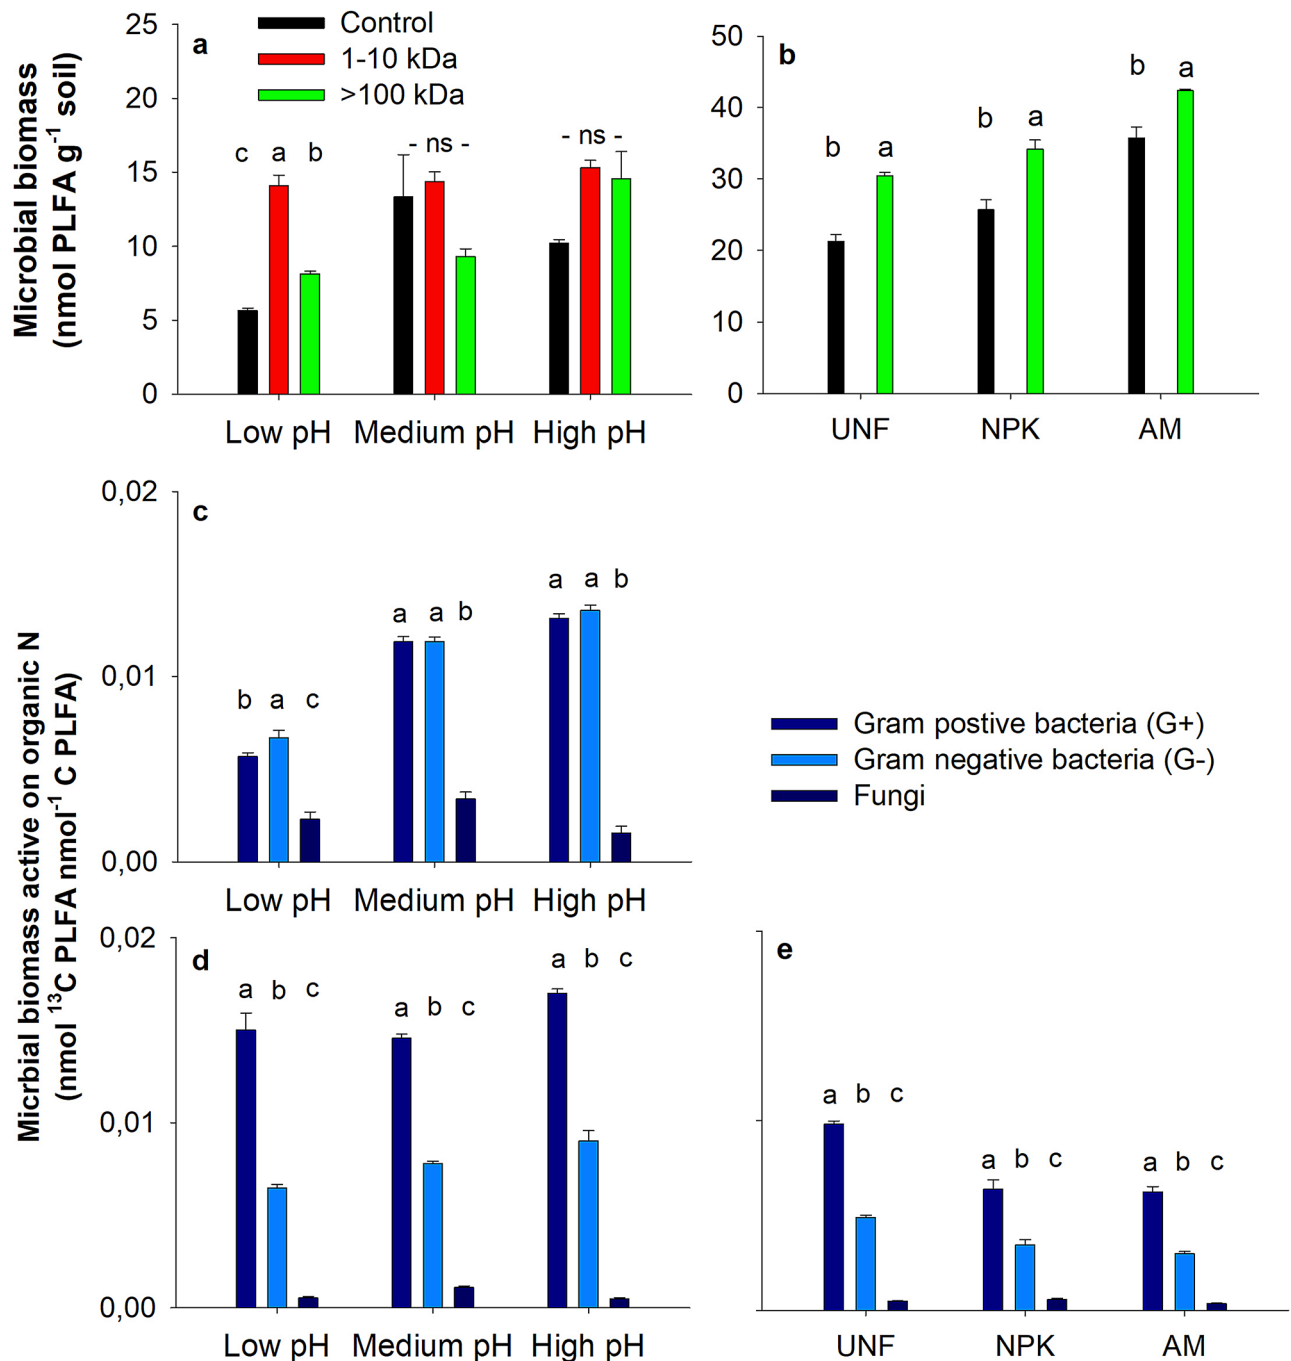 Microbial biomass
(nmol PLFA g⁻¹ soil)
25
20
15
10
5
0
a
Control
1-10 kDa
>100 kDa
c a b
- ns -
- ns -
Low pH Medium pH High pH
50
40
30
20
10
0
b
b a
b a
b a
UNF NPK AM
Micrbial biomass active on organic N
(nmol ¹³C PLFA nmol⁻¹ C PLFA)
0,02
0,01
0,00
c
b a c
a a b
a a b
Low pH Medium pH High pH
Gram postive bacteria (G+)
Gram negative bacteria (G-)
Fungi
0,02
0,01
0,00
d
a b c
a b c
a b c
Low pH Medium pH High pH
e
a b c
a b c
a b c
UNF NPK AM